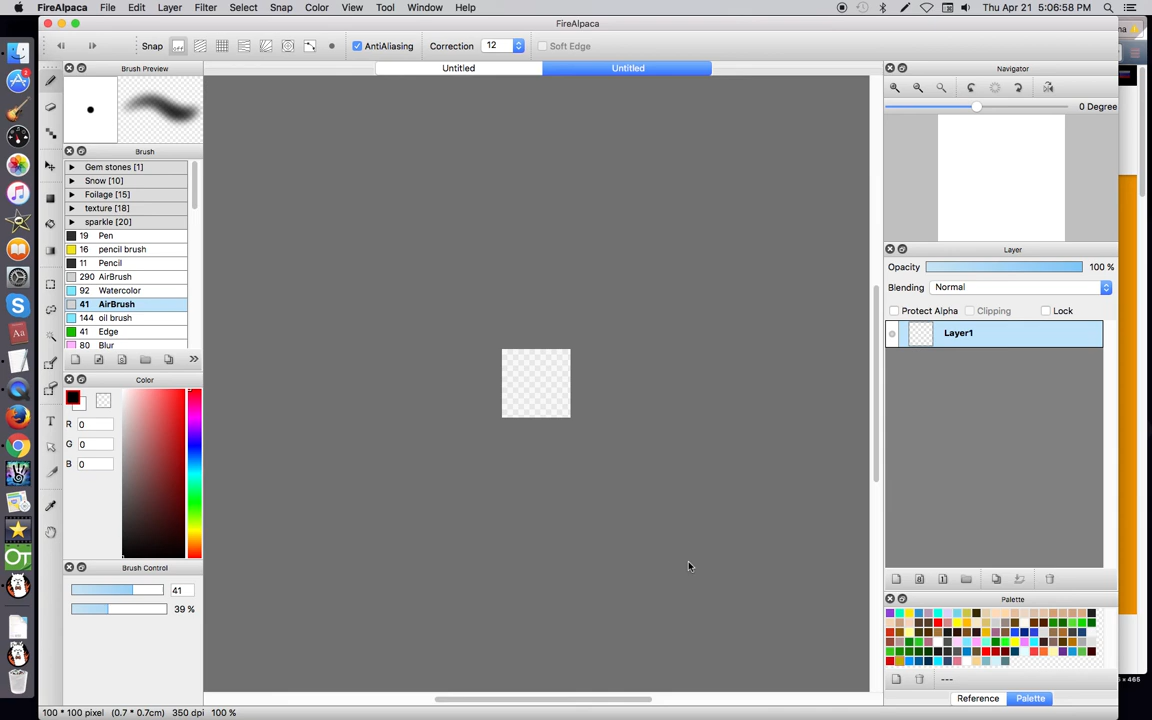 FireAlpaca File Edit Layer Filter Select Snap Color View Tool Window Help Thu Apr 21 5:06:58 PM
FireAlpaca
Snap AntiAliasing Correction 12 Soft Edge
Brush Preview
Untitled Untitled
Navigator
0 Degree
Brush
Gem stones [1]
Snow [10]
Foilage [15]
texture [18]
sparkle [20]
19 Pen
16 pencil brush
11 Pencil
290 AirBrush
92 Watercolor
41 AirBrush
144 oil brush
41 Edge
80 Blur
Color
R 0
G 0
B 0
Brush Control
41
39 %
Layer
Opacity 100 %
Blending Normal
Protect Alpha Clipping Lock
Layer1
Palette
---
Reference Palette
100 * 100 pixel (0.7 * 0.7cm) 350 dpi 100 %